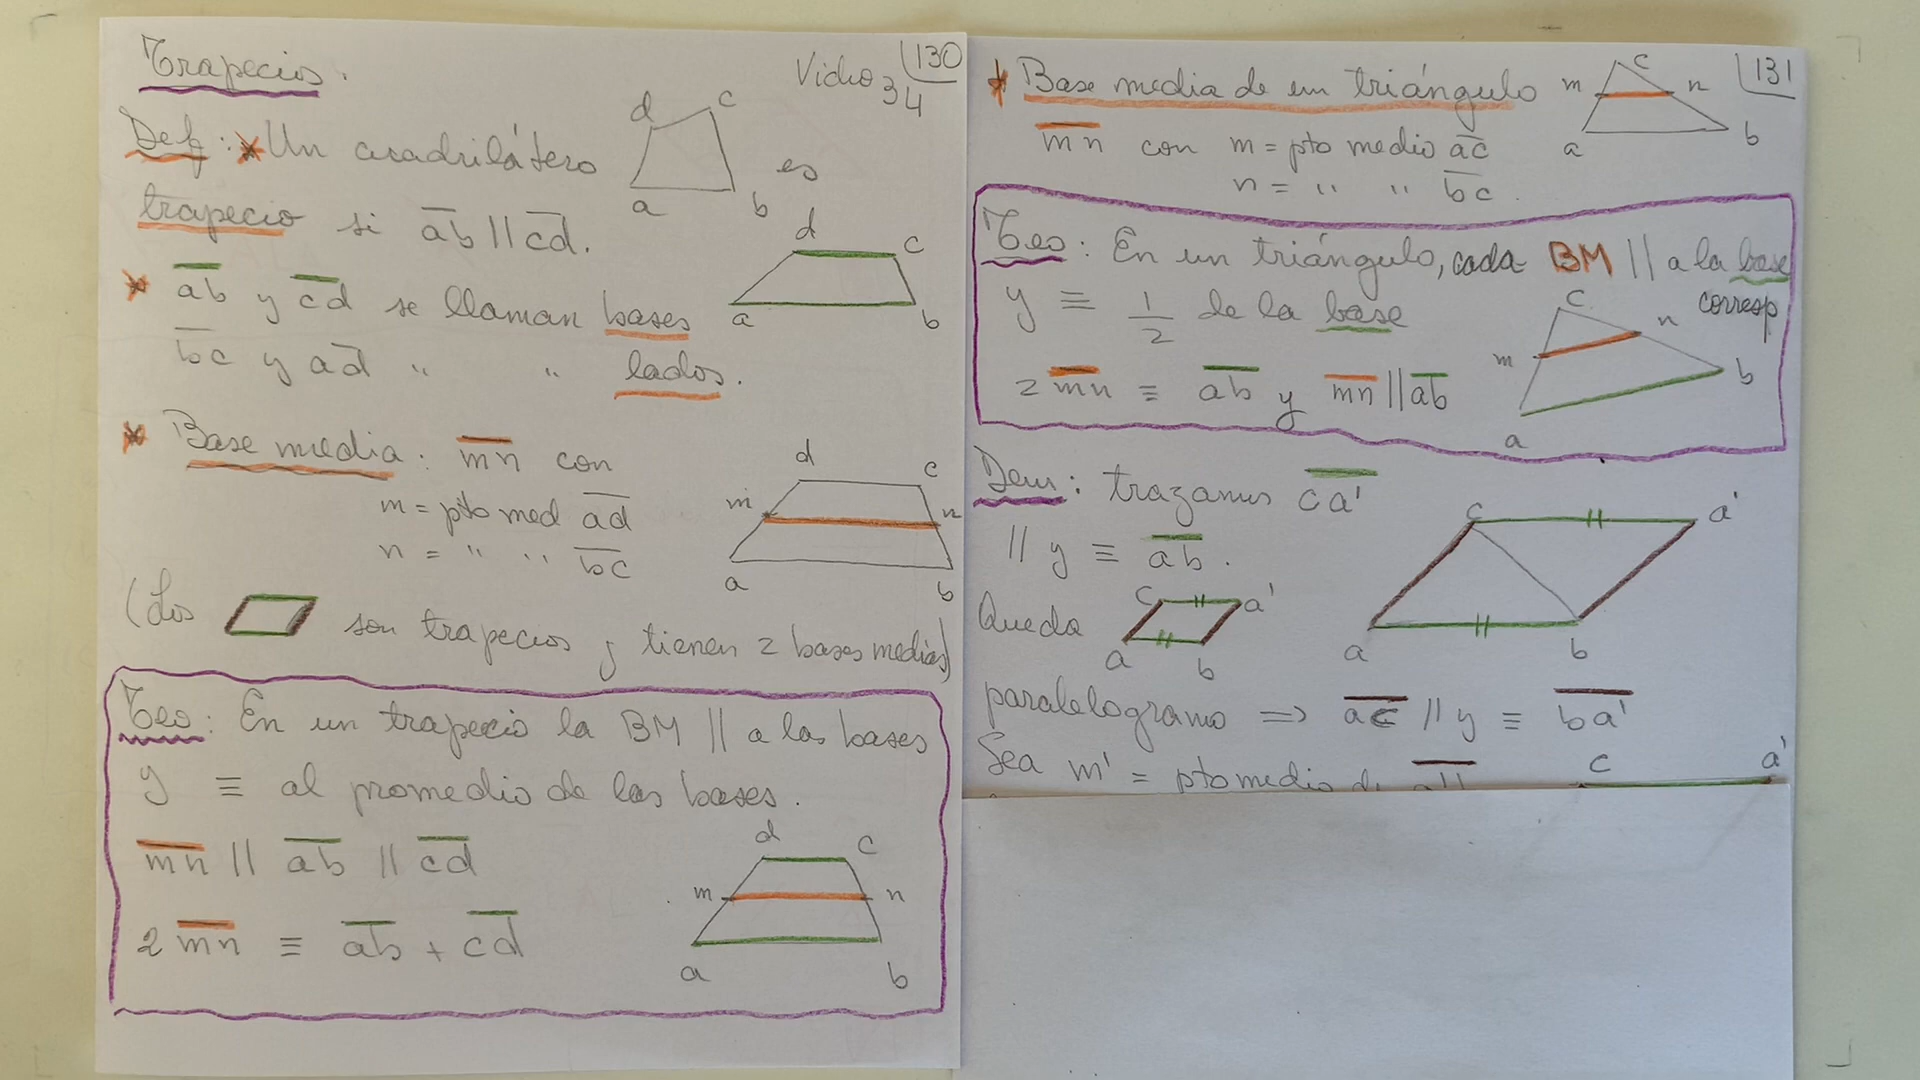 Trapecios.
Video 34
130
Def: * Un cuadrilátero
d c
a b
es
trapecio si ab // cd.
* ab y cd se llaman bases
d c
a b
bc y ad " " lados.
* Base media: mn con
m = pto med ad
n = " " bc
d c
m n
a b
(Los son trapecios y tienen 2 bases medias)
Teo: En un trapecio la BM // a las bases
y ≡ al promedio de las bases.
mn // ab // cd
2 mn ≡ ab + cd
d c
m n
a b
131
* Base media de un triángulo
c
m n
a b
mn con m = pto medio ac
n = " " bc.
Teo: En un triángulo, cada BM // a la base
corresp
y ≡ 1/2 de la base
2 mn ≡ ab y mn // ab
c
m n
a b
Dem: trazamos ca'
// y ≡ ab.
c a'
a b
Queda
c a'
a b
paralelogramo => ac // y ≡ ba'
Sea m' = pto medio
c a'